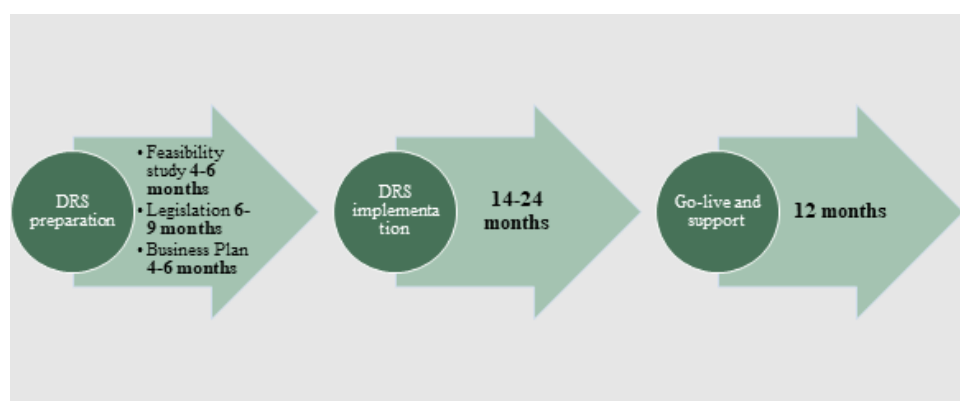 DRS
preparation
• Feasibility
study 4-6
months
• Legislation 6-
9 months
• Business Plan
4-6 months
DRS
implementa
tion
14-24
months
Go-live and
support
12 months